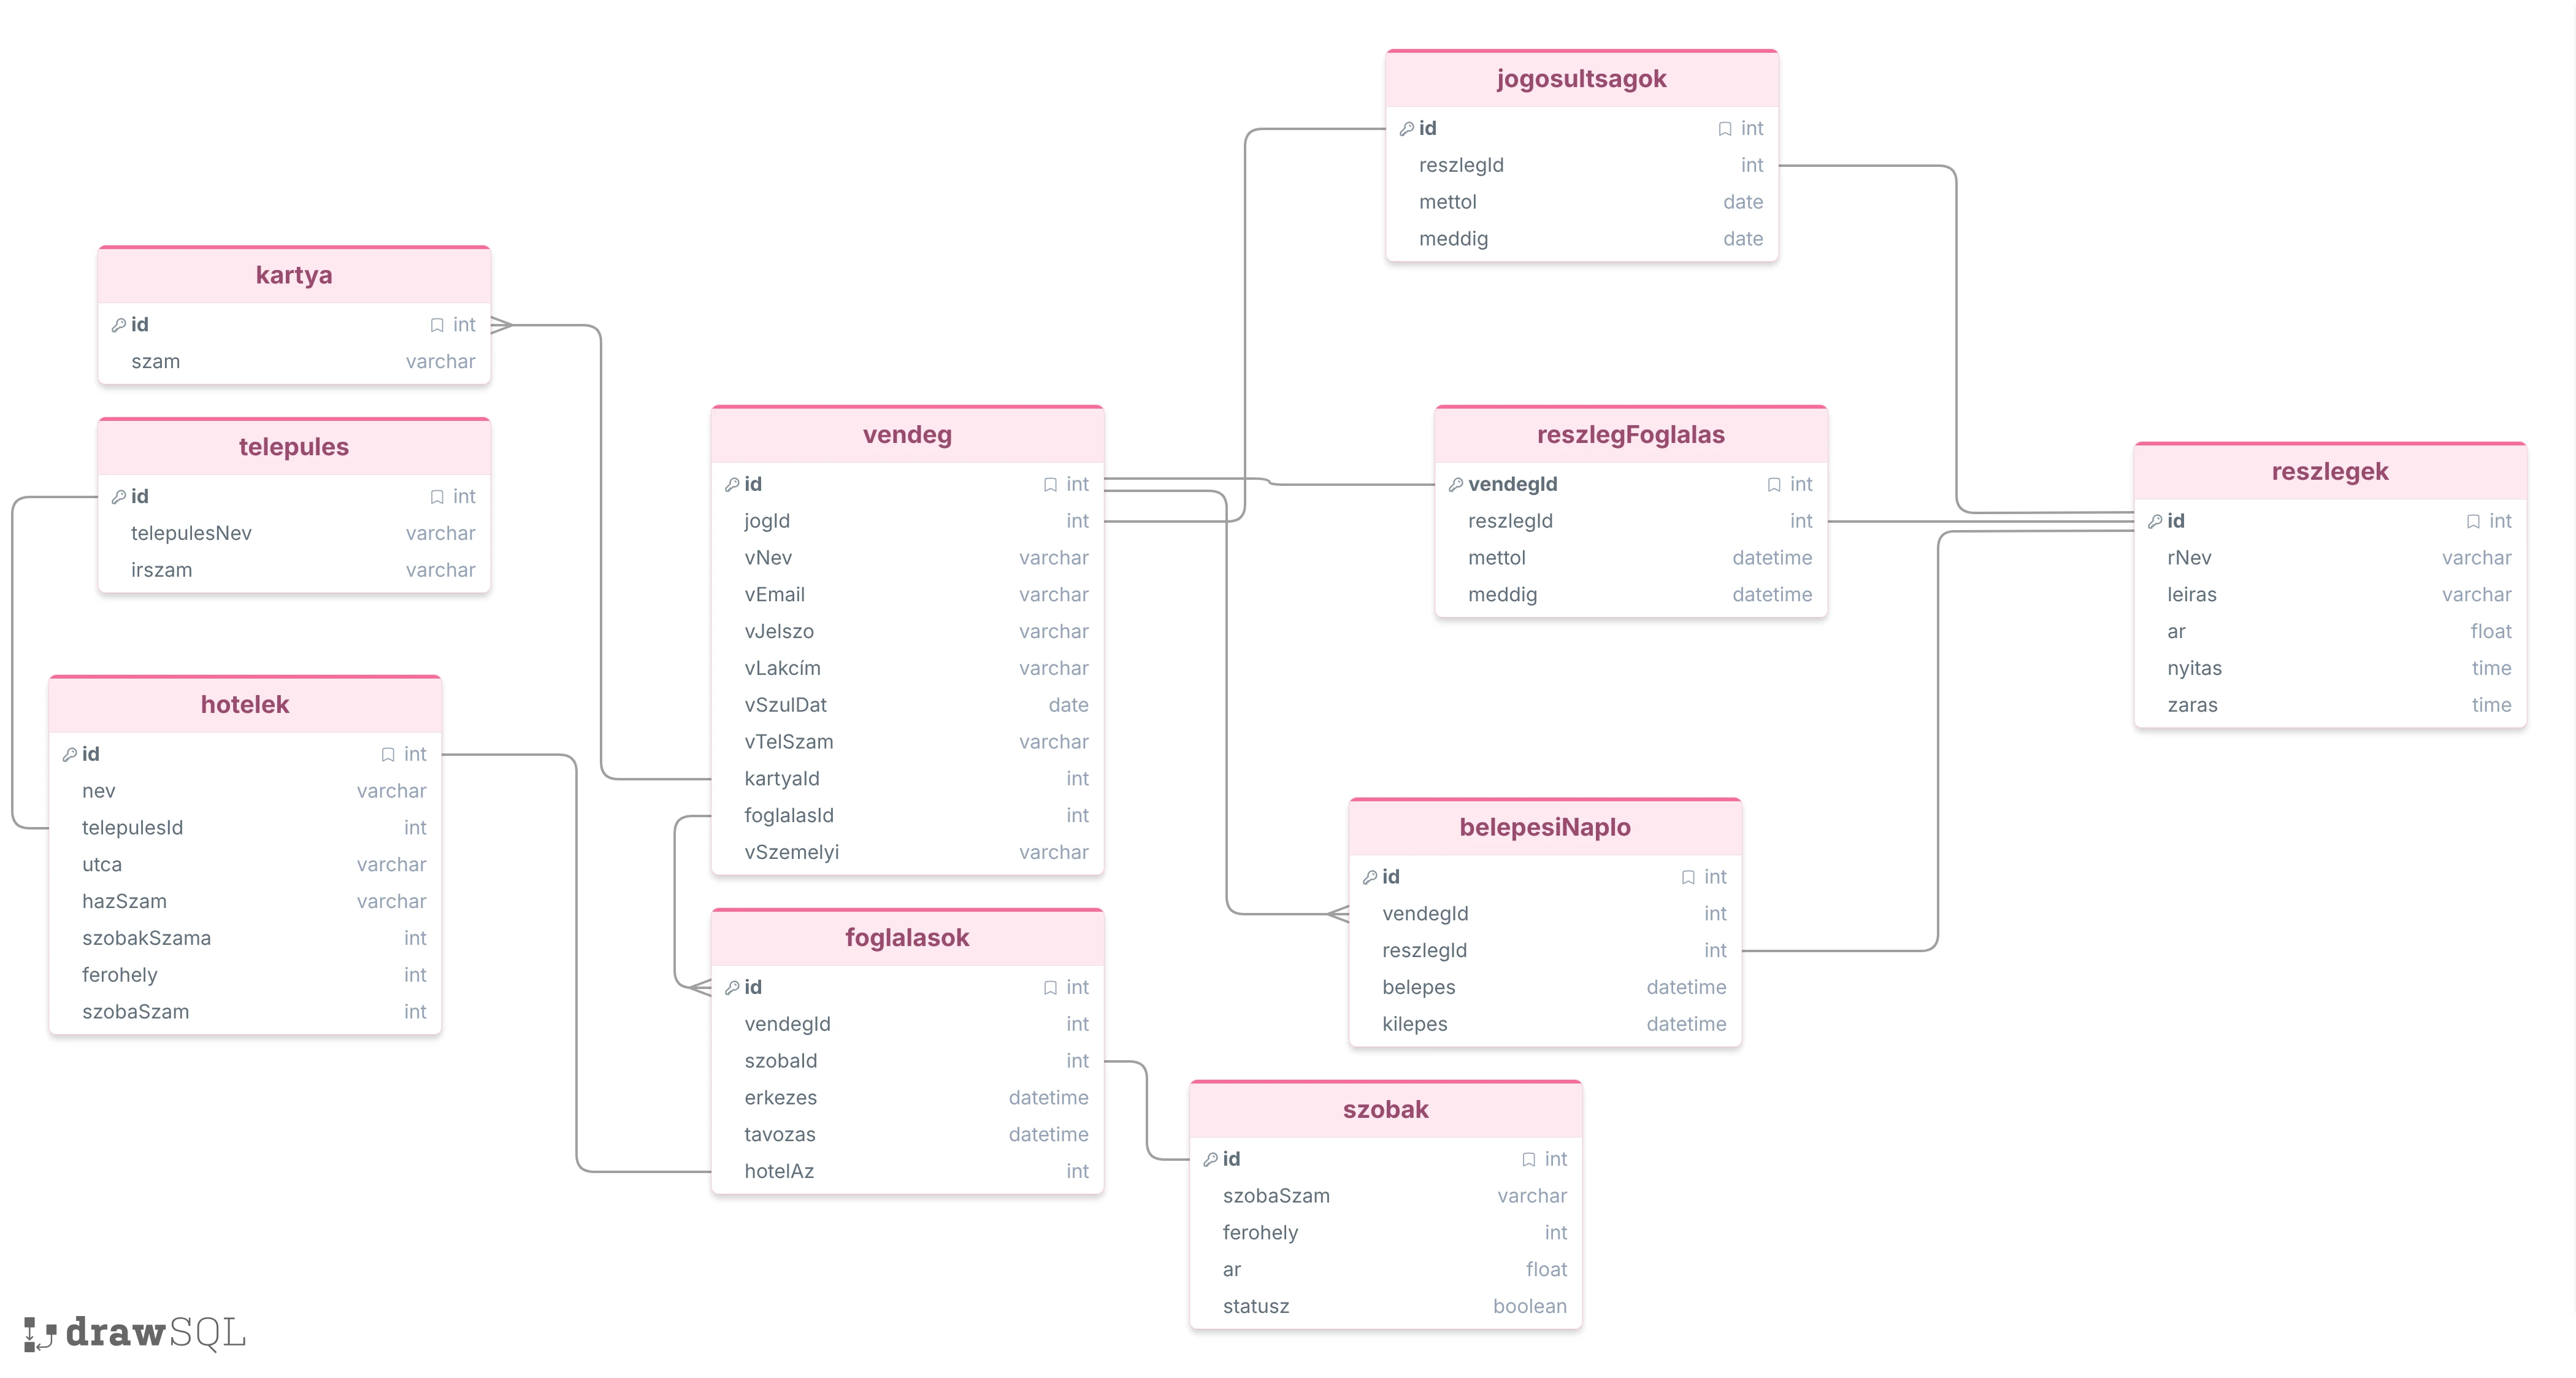 jogosultsagok
id int
reszlegId int
mettol date
meddig date
kartya
id int
szam varchar
telepules
id int
telepulesNev varchar
irszam varchar
hotelek
id int
nev varchar
telepulesId int
utca varchar
hazSzam varchar
szobakSzama int
ferohely int
szobaSzam int
vendeg
id int
jogId int
vNev varchar
vEmail varchar
vJelszo varchar
vLakcím varchar
vSzulDat date
vTelSzam varchar
kartyaId int
foglalasId int
vSzemelyi varchar
foglalasok
id int
vendegId int
szobaId int
erkezes datetime
tavozas datetime
hotelAz int
reszlegFoglalas
vendegId int
reszlegId int
mettol datetime
meddig datetime
belepesiNaplo
id int
vendegId int
reszlegId int
belepes datetime
kilepes datetime
szobak
id int
szobaSzam varchar
ferohely int
ar float
statusz boolean
reszlegek
id int
rNev varchar
leiras varchar
ar float
nyitas time
zaras time
drawSQL